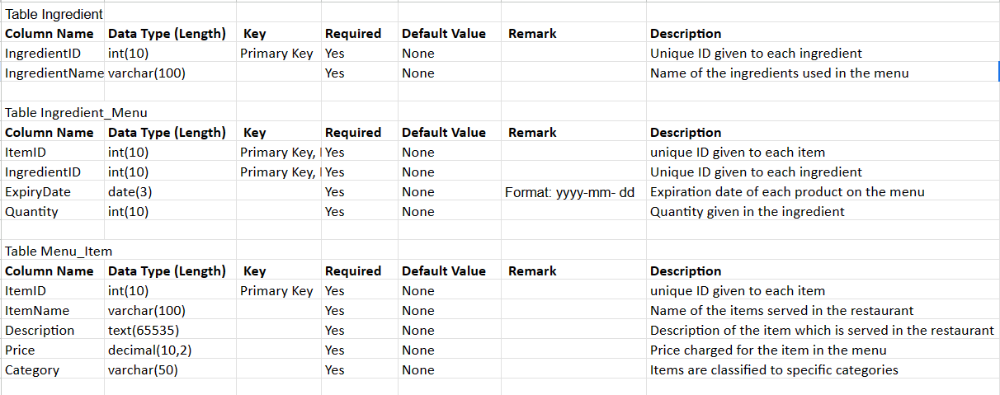 Table Ingredient
Column Name Data Type (Length) Key Required Default Value Remark Description
IngredientID int(10) Primary Key Yes None Unique ID given to each ingredient
IngredientName varchar(100) Yes None Name of the ingredients used in the menu
Table Ingredient_Menu
Column Name Data Type (Length) Key Required Default Value Remark Description
ItemID int(10) Primary Key, Yes None unique ID given to each item
IngredientID int(10) Primary Key, Yes None Unique ID given to each ingredient
ExpiryDate date(3) Yes None Format: yyyy-mm- dd Expiration date of each product on the menu
Quantity int(10) Yes None Quantity given in the ingredient
Table Menu_Item
Column Name Data Type (Length) Key Required Default Value Remark Description
ItemID int(10) Primary Key Yes None unique ID given to each item
ItemName varchar(100) Yes None Name of the items served in the restaurant
Description text(65535) Yes None Description of the item which is served in the restaurant
Price decimal(10,2) Yes None Price charged for the item in the menu
Category varchar(50) Yes None Items are classified to specific categories